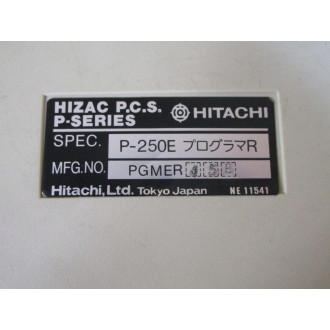 HIZAC P.C.S. HITACHI
P-SERIES
SPEC. P-250E プログラマR
MFG.NO. PGMER
Hitachi,Ltd. Tokyo Japan NE 11541